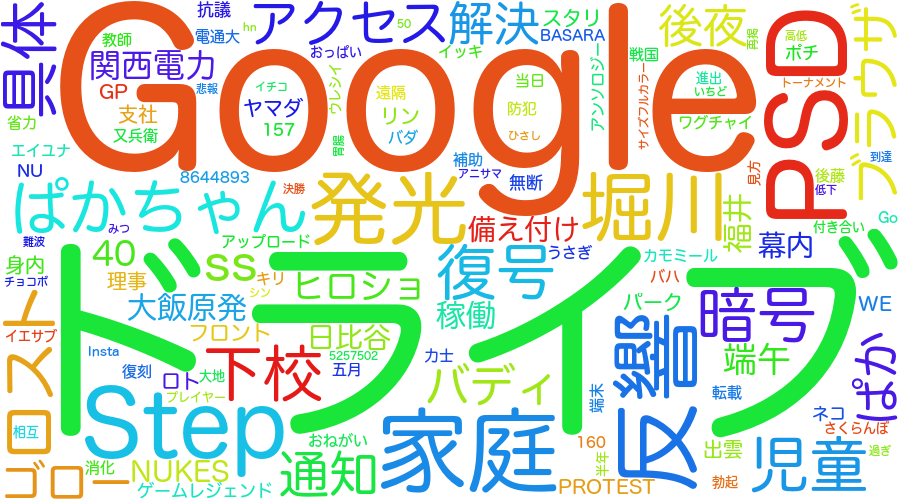 抗議
アクセス
解決
スタリ
後夜
PSD
高低
再掲
ポチ
トーナメント
ブラウザ
具体
Google
教師
電通大
hn
おっぱい
50
イッキ
BASARA
戦国
関西電力
悲報
イチコ
ウレシイ
遠隔
当日
アンソロジー
サイズフルカラー
進出
いちど
GP
ヤマダ
リン
防犯
支社
157
バダ
ひさし
ワグチャイ
省力
又兵衛
到達
エイユナ
補助
見方
後藤
NU
8644893
アニサマ
無断
低下
決勝
ぱかちゃん
発光
堀川
Go
みつ
備え付け
福井
付き合い
難波
アップロード
うさぎ
幕内
40
ss
復号
カモミール
身内
チョコボ
理事
キリ
シン
ヒロショ
バハ
ドライブ
大飯原発
稼働
パーク
暗号
WE
イエサブ
フロント
日比谷
反響
端午
ぱか
Insta
下校
5257502
力士
復刻
ロト
大地
五月
バディ
端末
転載
プレイヤー
Step
家庭
ネコ
さくらんぼ
ゴロースト
相互
おねがい
160
出雲
児童
過ぎ
消化
NUKES
通知
半年
勃起
ゲームレジェンド
PROTEST